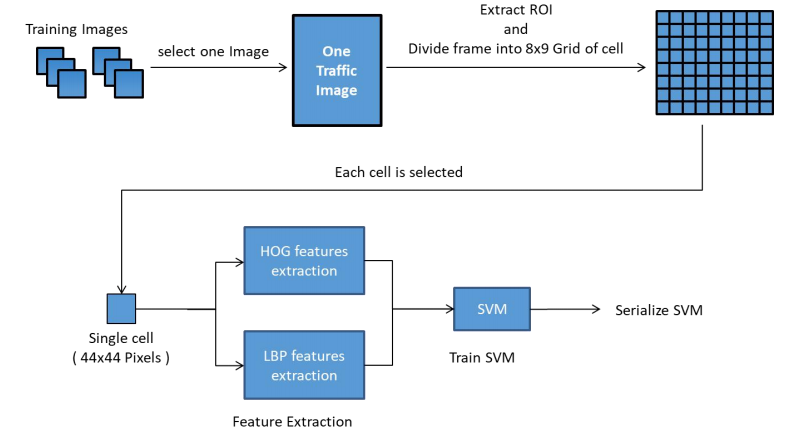 Training Images
select one Image
One
Traffic
Image
Extract ROI
and
Divide frame into 8x9 Grid of cell
Each cell is selected
HOG features
extraction
Single cell
( 44x44 Pixels )
LBP features
extraction
Feature Extraction
SVM
Train SVM
Serialize SVM